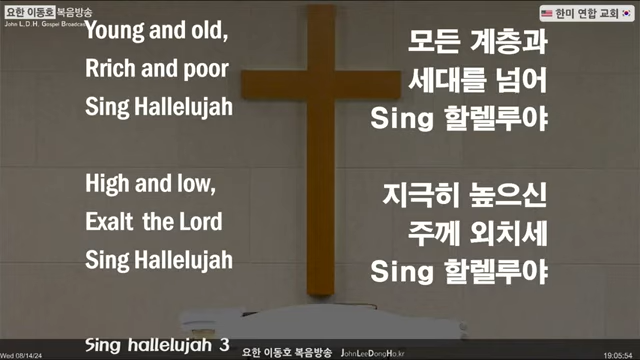 요한 이동호 복음방송
John L.D.H. Gospel Broadcast
한미 연합 교회
Young and old,
Rrich and poor
Sing Hallelujah
High and low,
Exalt the Lord
Sing Hallelujah
모든 계층과
세대를 넘어
Sing 할렐루야
지극히 높으신
주께 외치세
Sing 할렐루야
Sing hallelujah 3
Wed 08/14/24
요한 이동호 복음방송 JohnLeeDongHo.kr
19:05:54